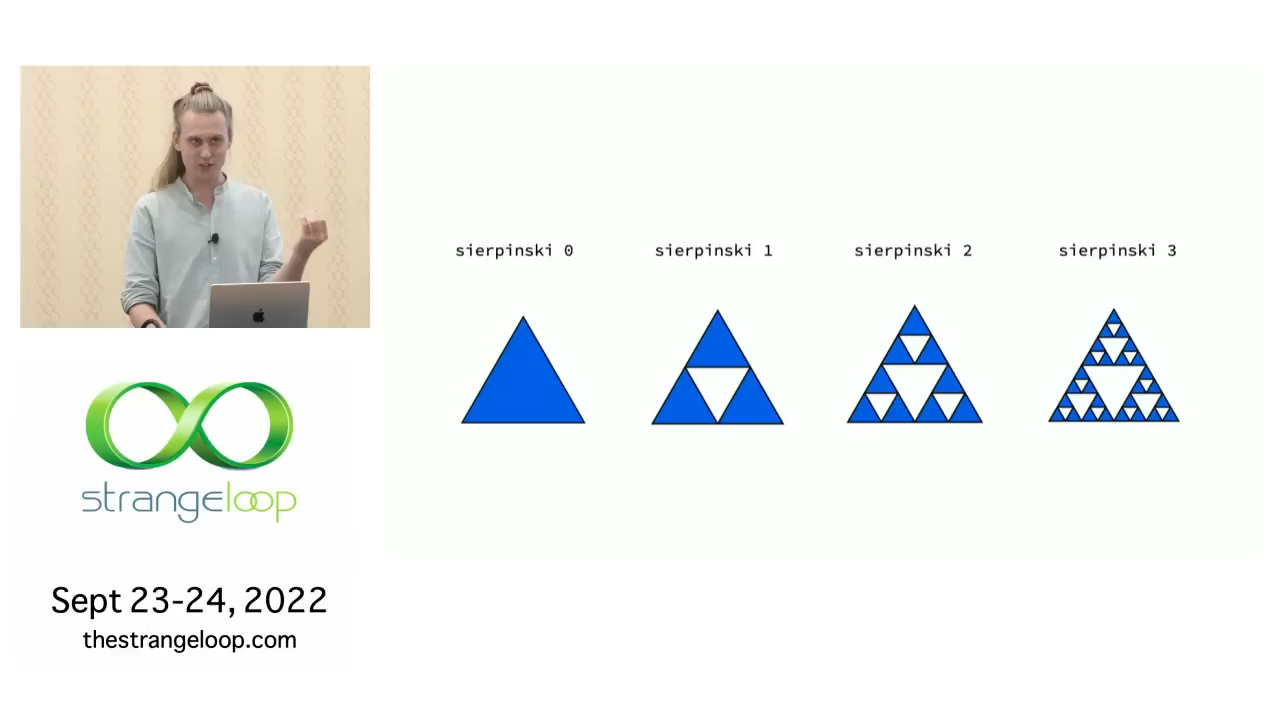 sierpinski 0
sierpinski 1
sierpinski 2
sierpinski 3
strangeloop
Sept 23-24, 2022
thestrangeloop.com